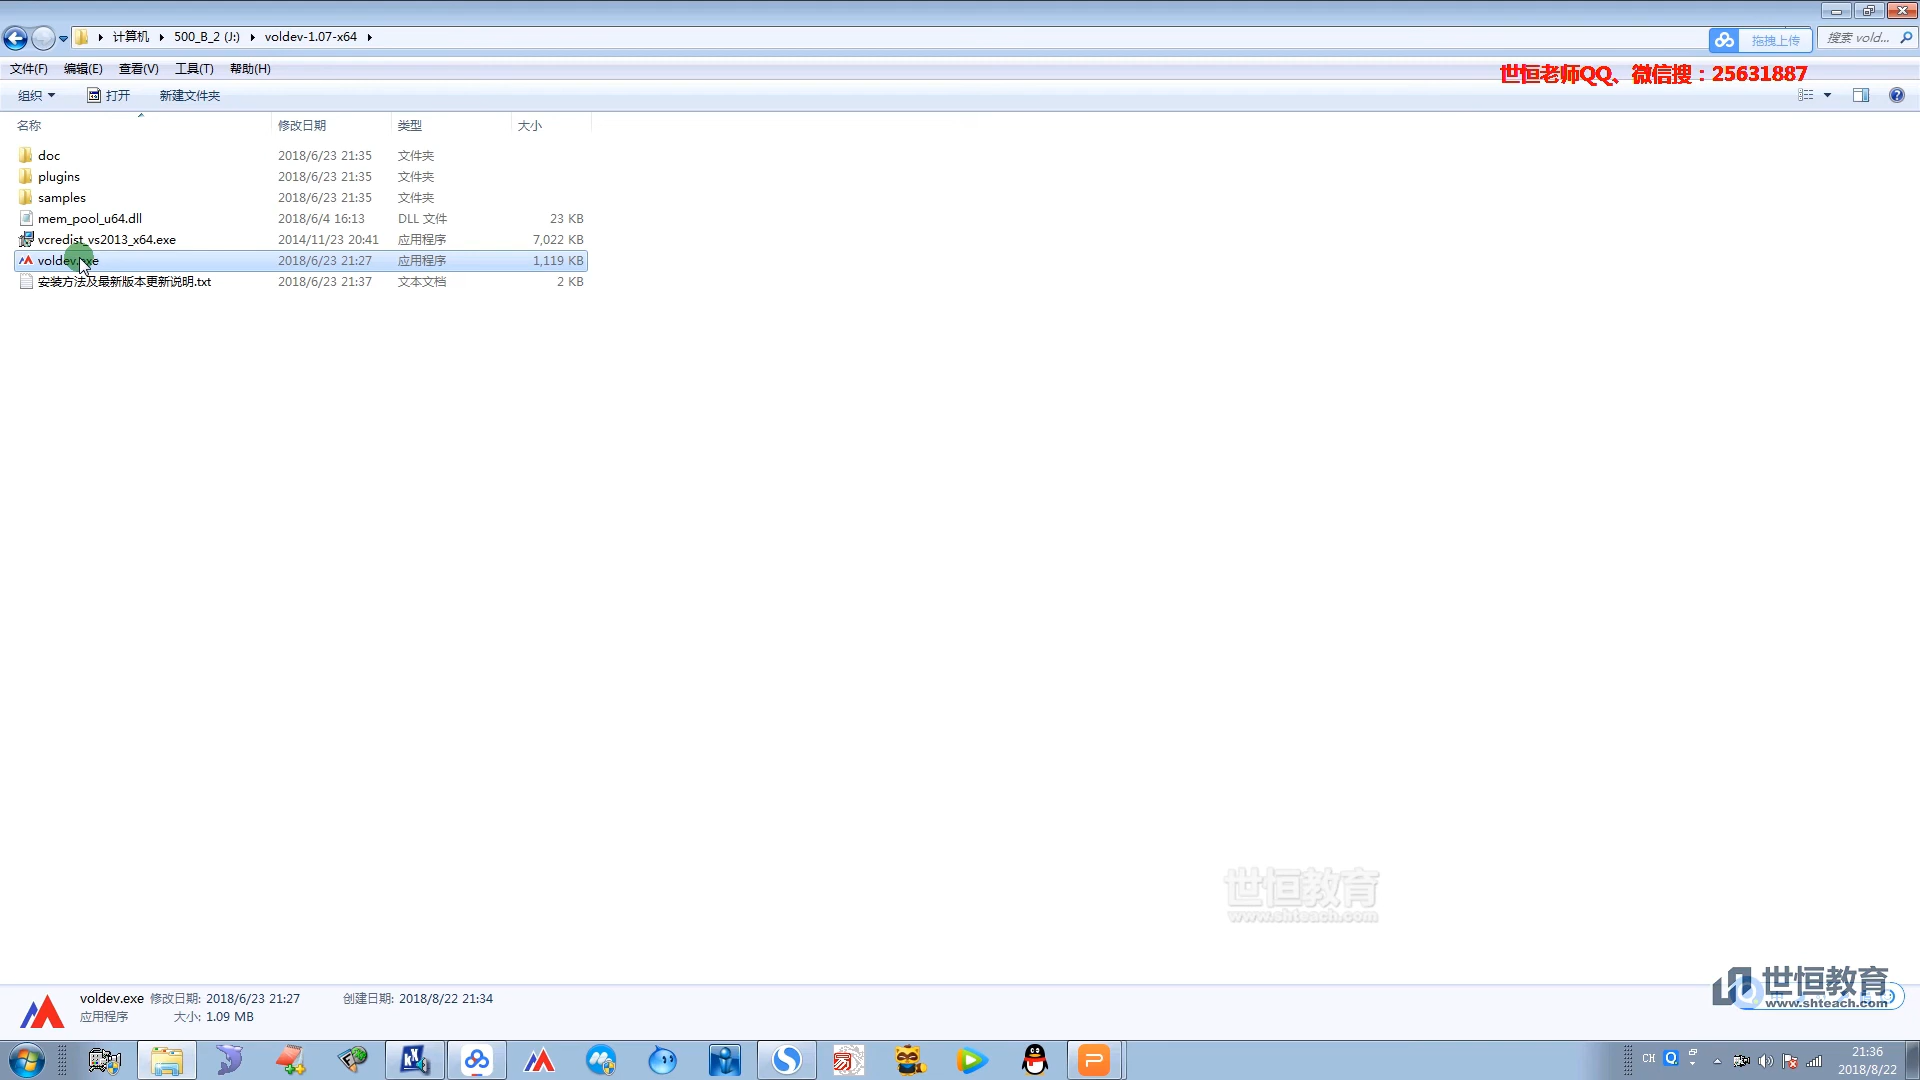 计算机 500_B_2 (J:) voldev-1.07-x64
拖拽上传
搜索 vold...
文件(F) 编辑(E) 查看(V) 工具(T) 帮助(H)
世恒老师QQ、微信搜：25631887
组织 打开 新建文件夹
名称 修改日期 类型 大小
doc 2018/6/23 21:35 文件夹
plugins 2018/6/23 21:35 文件夹
samples 2018/6/23 21:35 文件夹
mem_pool_u64.dll 2018/6/4 16:13 DLL 文件 23 KB
vcredist_vs2013_x64.exe 2014/11/23 20:41 应用程序 7,022 KB
voldev.exe 2018/6/23 21:27 应用程序 1,119 KB
安装方法及最新版本更新说明.txt 2018/6/23 21:37 文本文档 2 KB
世恒教育
www.shteach.com
世恒教育
www.shteach.com
voldev.exe 修改日期: 2018/6/23 21:27 创建日期: 2018/8/22 21:34
应用程序 大小: 1.09 MB
CH
21:36
2018/8/22